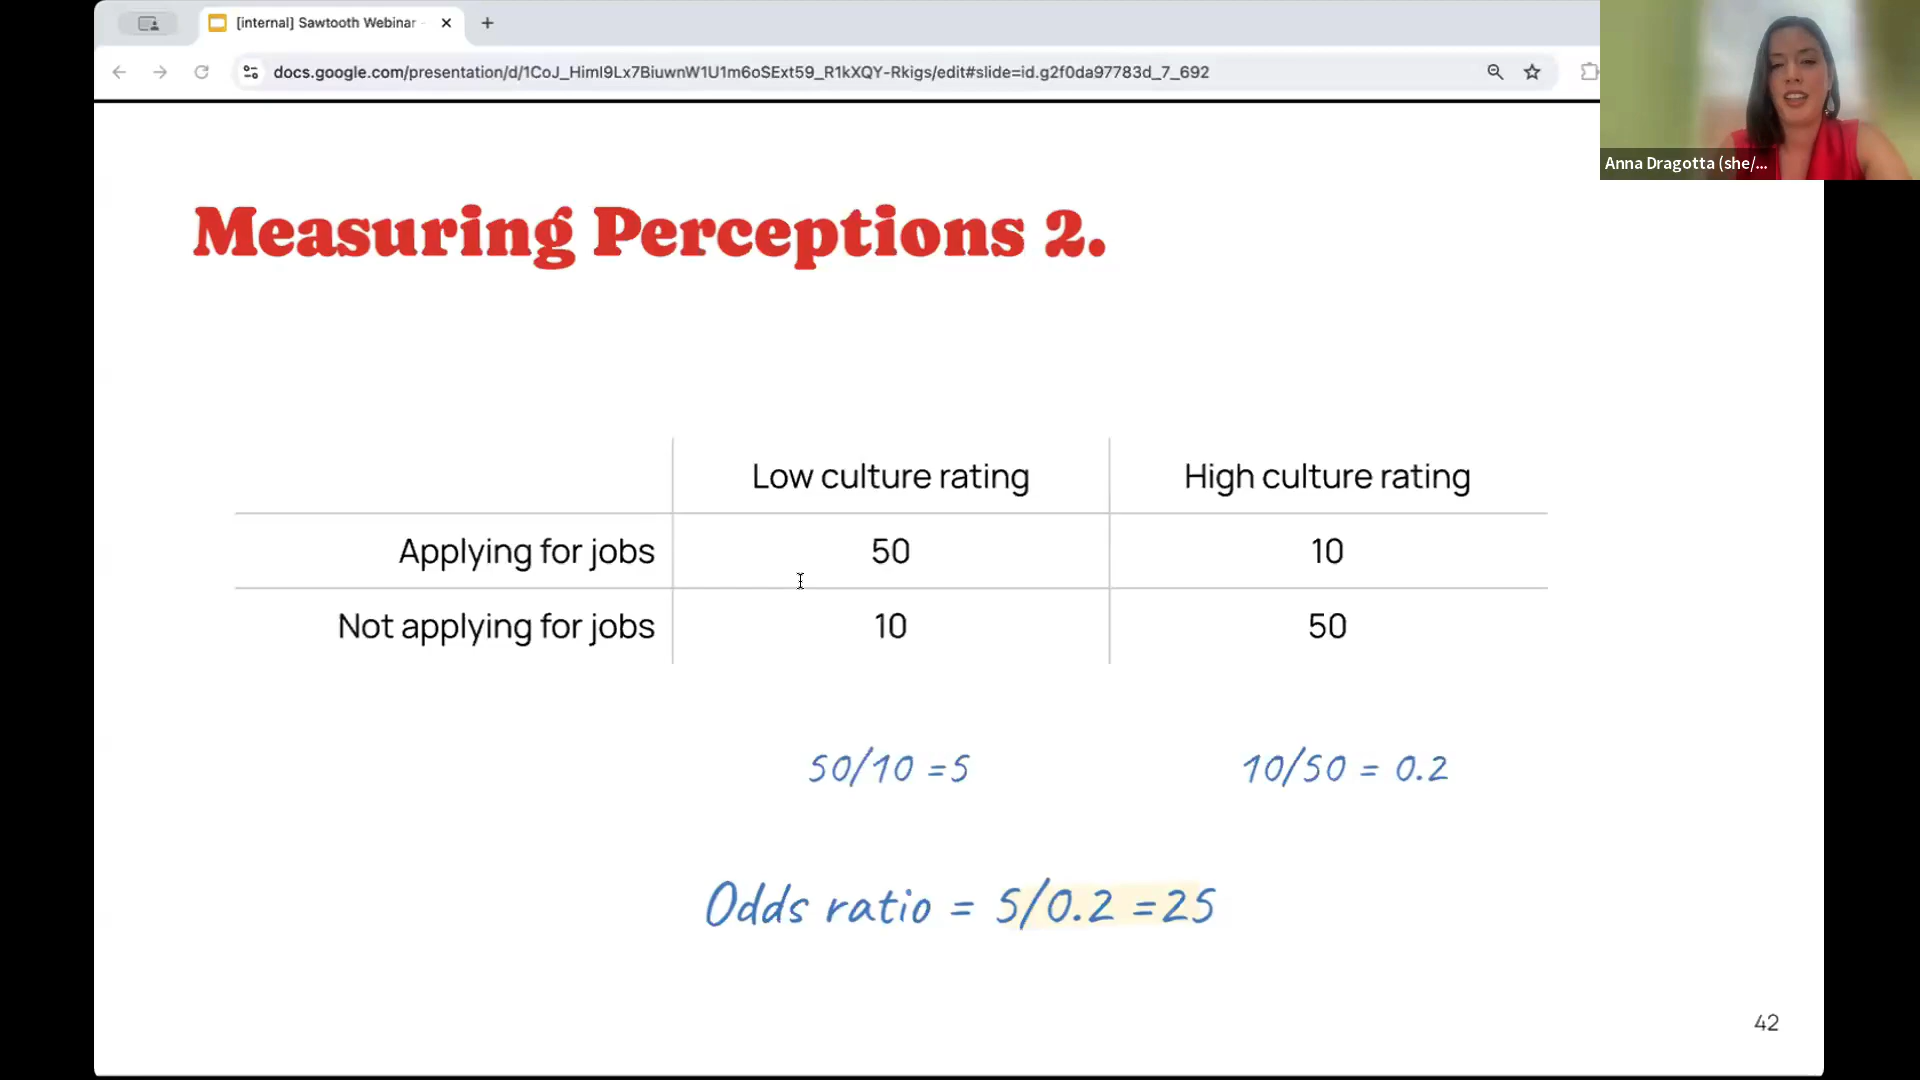 [internal] Sawtooth Webinar
docs.google.com/presentation/d/1CoJ_HimI9Lx7BiuwnW1U1m6oSExt59_R1kXQY-Rkigs/edit#slide=id.g2f0da97783d_7_692
Anna Dragotta (she/...
Measuring Perceptions 2.
Low culture rating High culture rating
Applying for jobs 50 10
Not applying for jobs 10 50
50/10 =5 10/50 = 0.2
Odds ratio = 5/0.2 =25
42